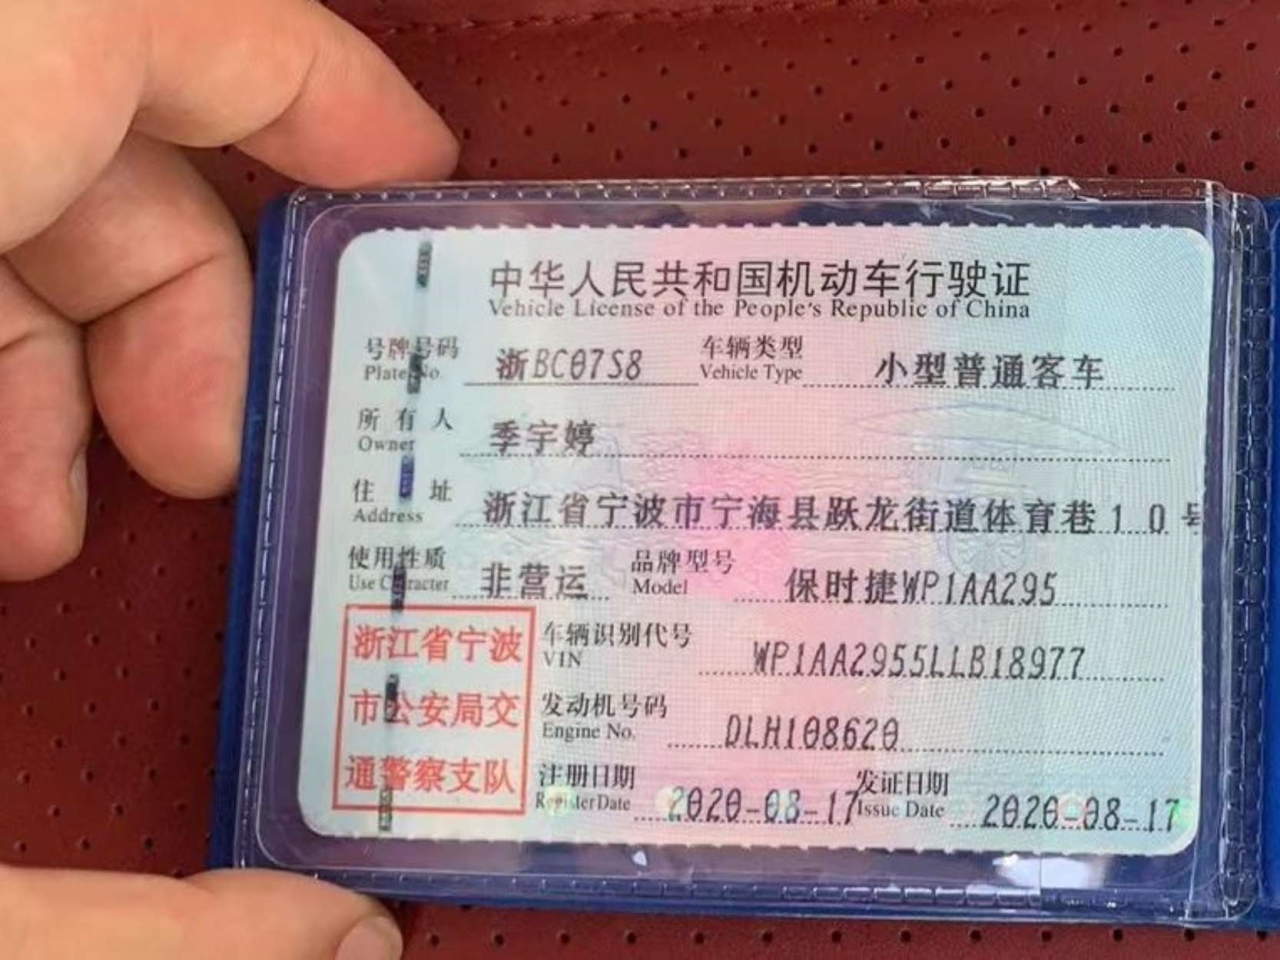 中华人民共和国机动车行驶证
Vehicle License of the People's Republic of China
号牌号码 浙BC07S8 车辆类型 小型普通客车
Plate No. Vehicle Type
所有人 季宇婷
Owner
住址 浙江省宁波市宁海县跃龙街道体育巷10号
Address
使用性质 非营运 品牌型号 保时捷WP1AA295
Use Character Model
浙江省宁波
市公安局交
通警察支队
车辆识别代号 WP1AA2955LLB18977
VIN
发动机号码 DLH108620
Engine No.
注册日期 2020-08-17 发证日期 2020-08-17
Register Date Issue Date